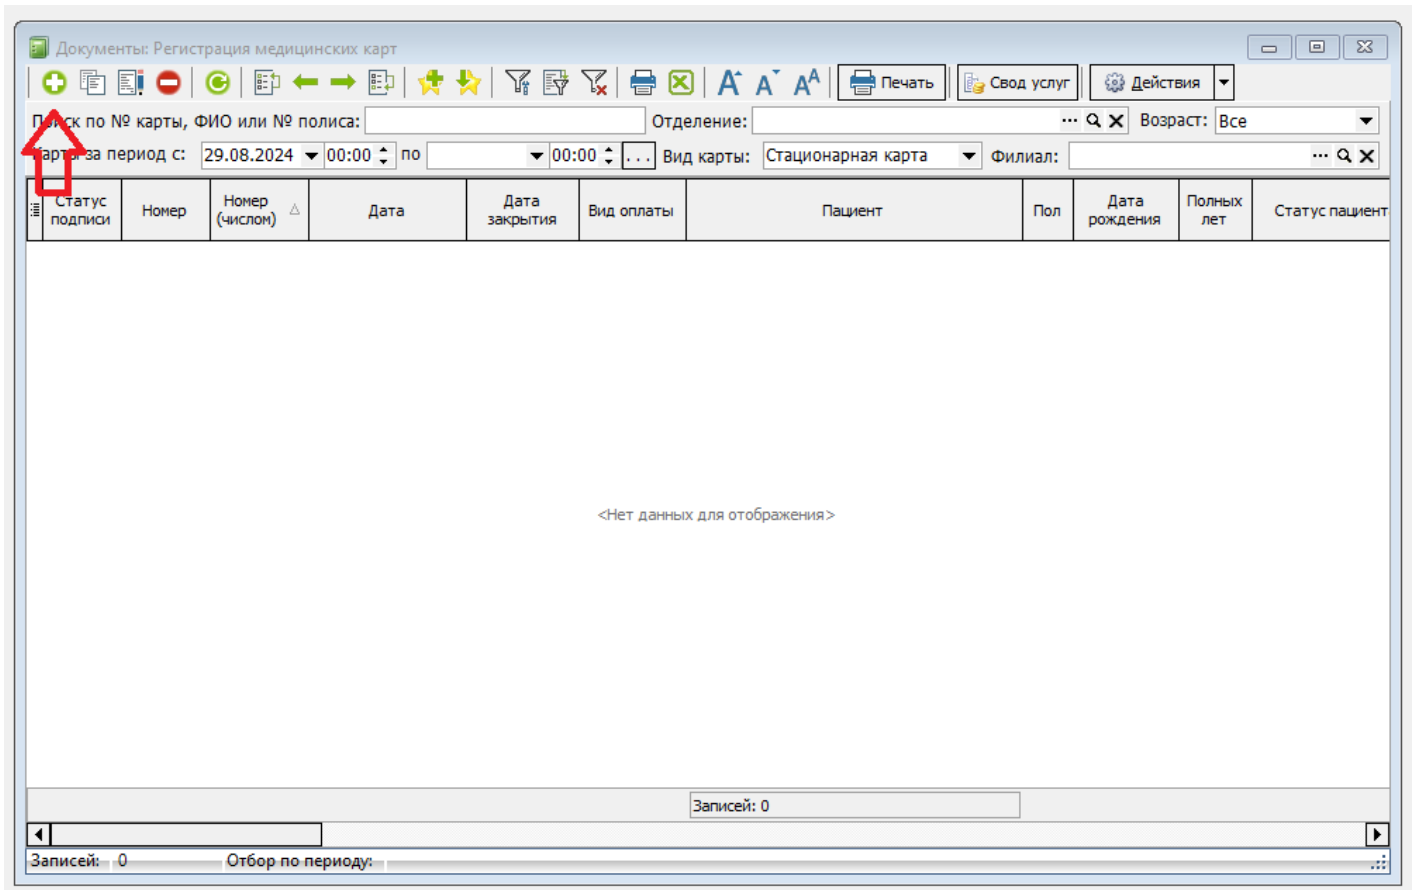 Документы: Регистрация медицинских карт
Печать Свод услуг Действия
Поиск по № карты, ФИО или № полиса: Отделение: Возраст: Все
Карты за период с: 29.08.2024 00:00 по 00:00 ... Вид карты: Стационарная карта Филиал:
Статус подписи Номер Номер (числом) Дата Дата закрытия Вид оплаты Пациент Пол Дата рождения Полных лет Статус пациент
<Нет данных для отображения>
Записей: 0
Записей: 0 Отбор по периоду: